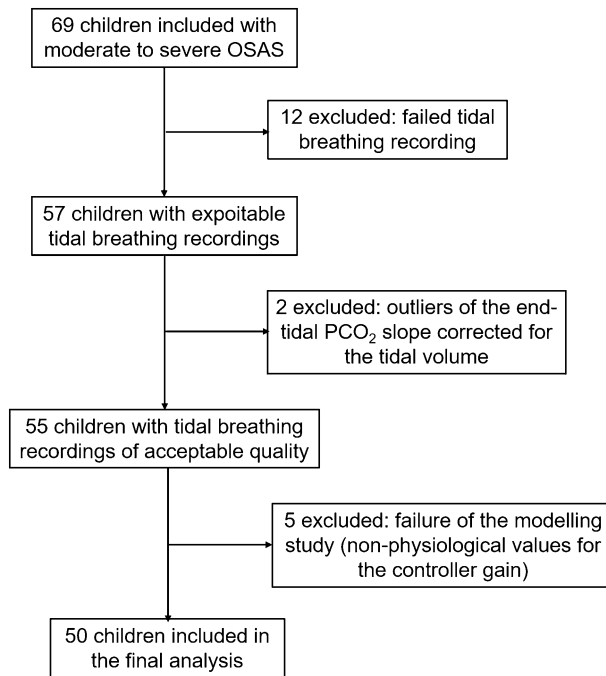 69 children included with
moderate to severe OSAS
12 excluded: failed tidal
breathing recording
57 children with expoitable
tidal breathing recordings
2 excluded: outliers of the end-
tidal PCO₂ slope corrected for
the tidal volume
55 children with tidal breathing
recordings of acceptable quality
5 excluded: failure of the modelling
study (non-physiological values for
the controller gain)
50 children included in
the final analysis